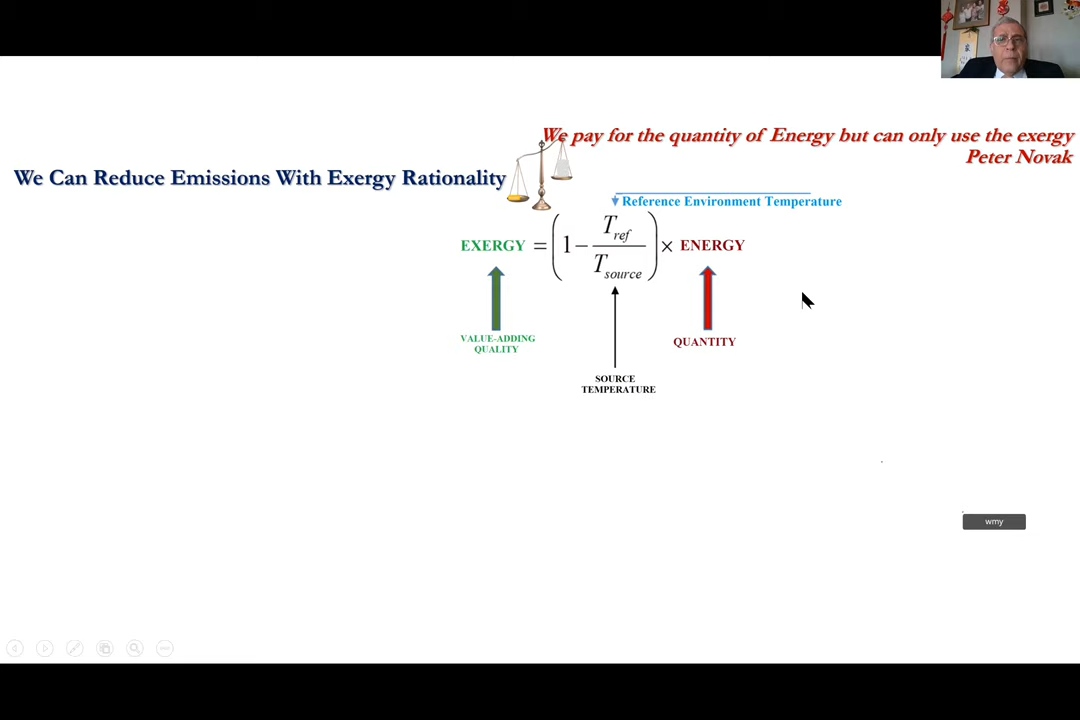 We pay for the quantity of Energy but can only use the exergy
Peter Novak
We Can Reduce Emissions With Exergy Rationality
Reference Environment Temperature
EXERGY = (1 − T_ref / T_source) × ENERGY
VALUE-ADDING
QUALITY
QUANTITY
SOURCE
TEMPERATURE
wmy